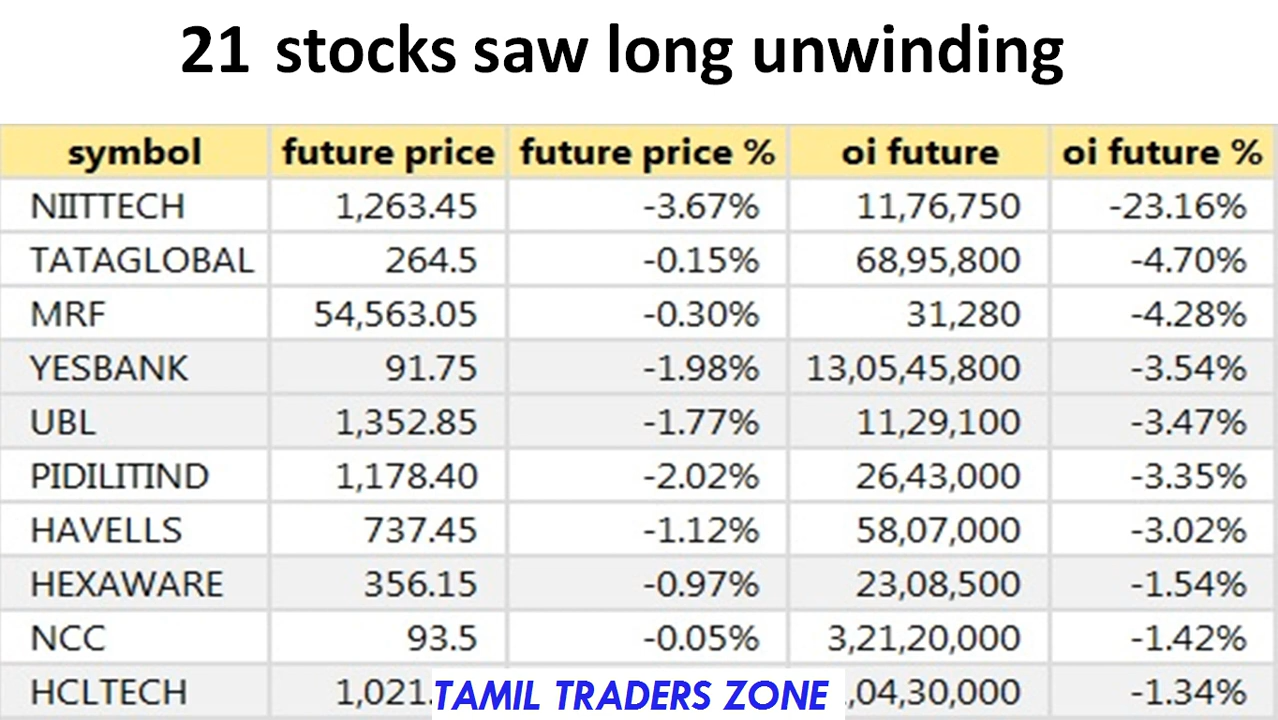 21 stocks saw long unwinding
symbol future price future price % oi future oi future %
NIITTECH 1,263.45 -3.67% 11,76,750 -23.16%
TATAGLOBAL 264.5 -0.15% 68,95,800 -4.70%
MRF 54,563.05 -0.30% 31,280 -4.28%
YESBANK 91.75 -1.98% 13,05,45,800 -3.54%
UBL 1,352.85 -1.77% 11,29,100 -3.47%
PIDILITIND 1,178.40 -2.02% 26,43,000 -3.35%
HAVELLS 737.45 -1.12% 58,07,000 -3.02%
HEXAWARE 356.15 -0.97% 23,08,500 -1.54%
NCC 93.5 -0.05% 3,21,20,000 -1.42%
HCLTECH -1.34%
TAMIL TRADERS ZONE